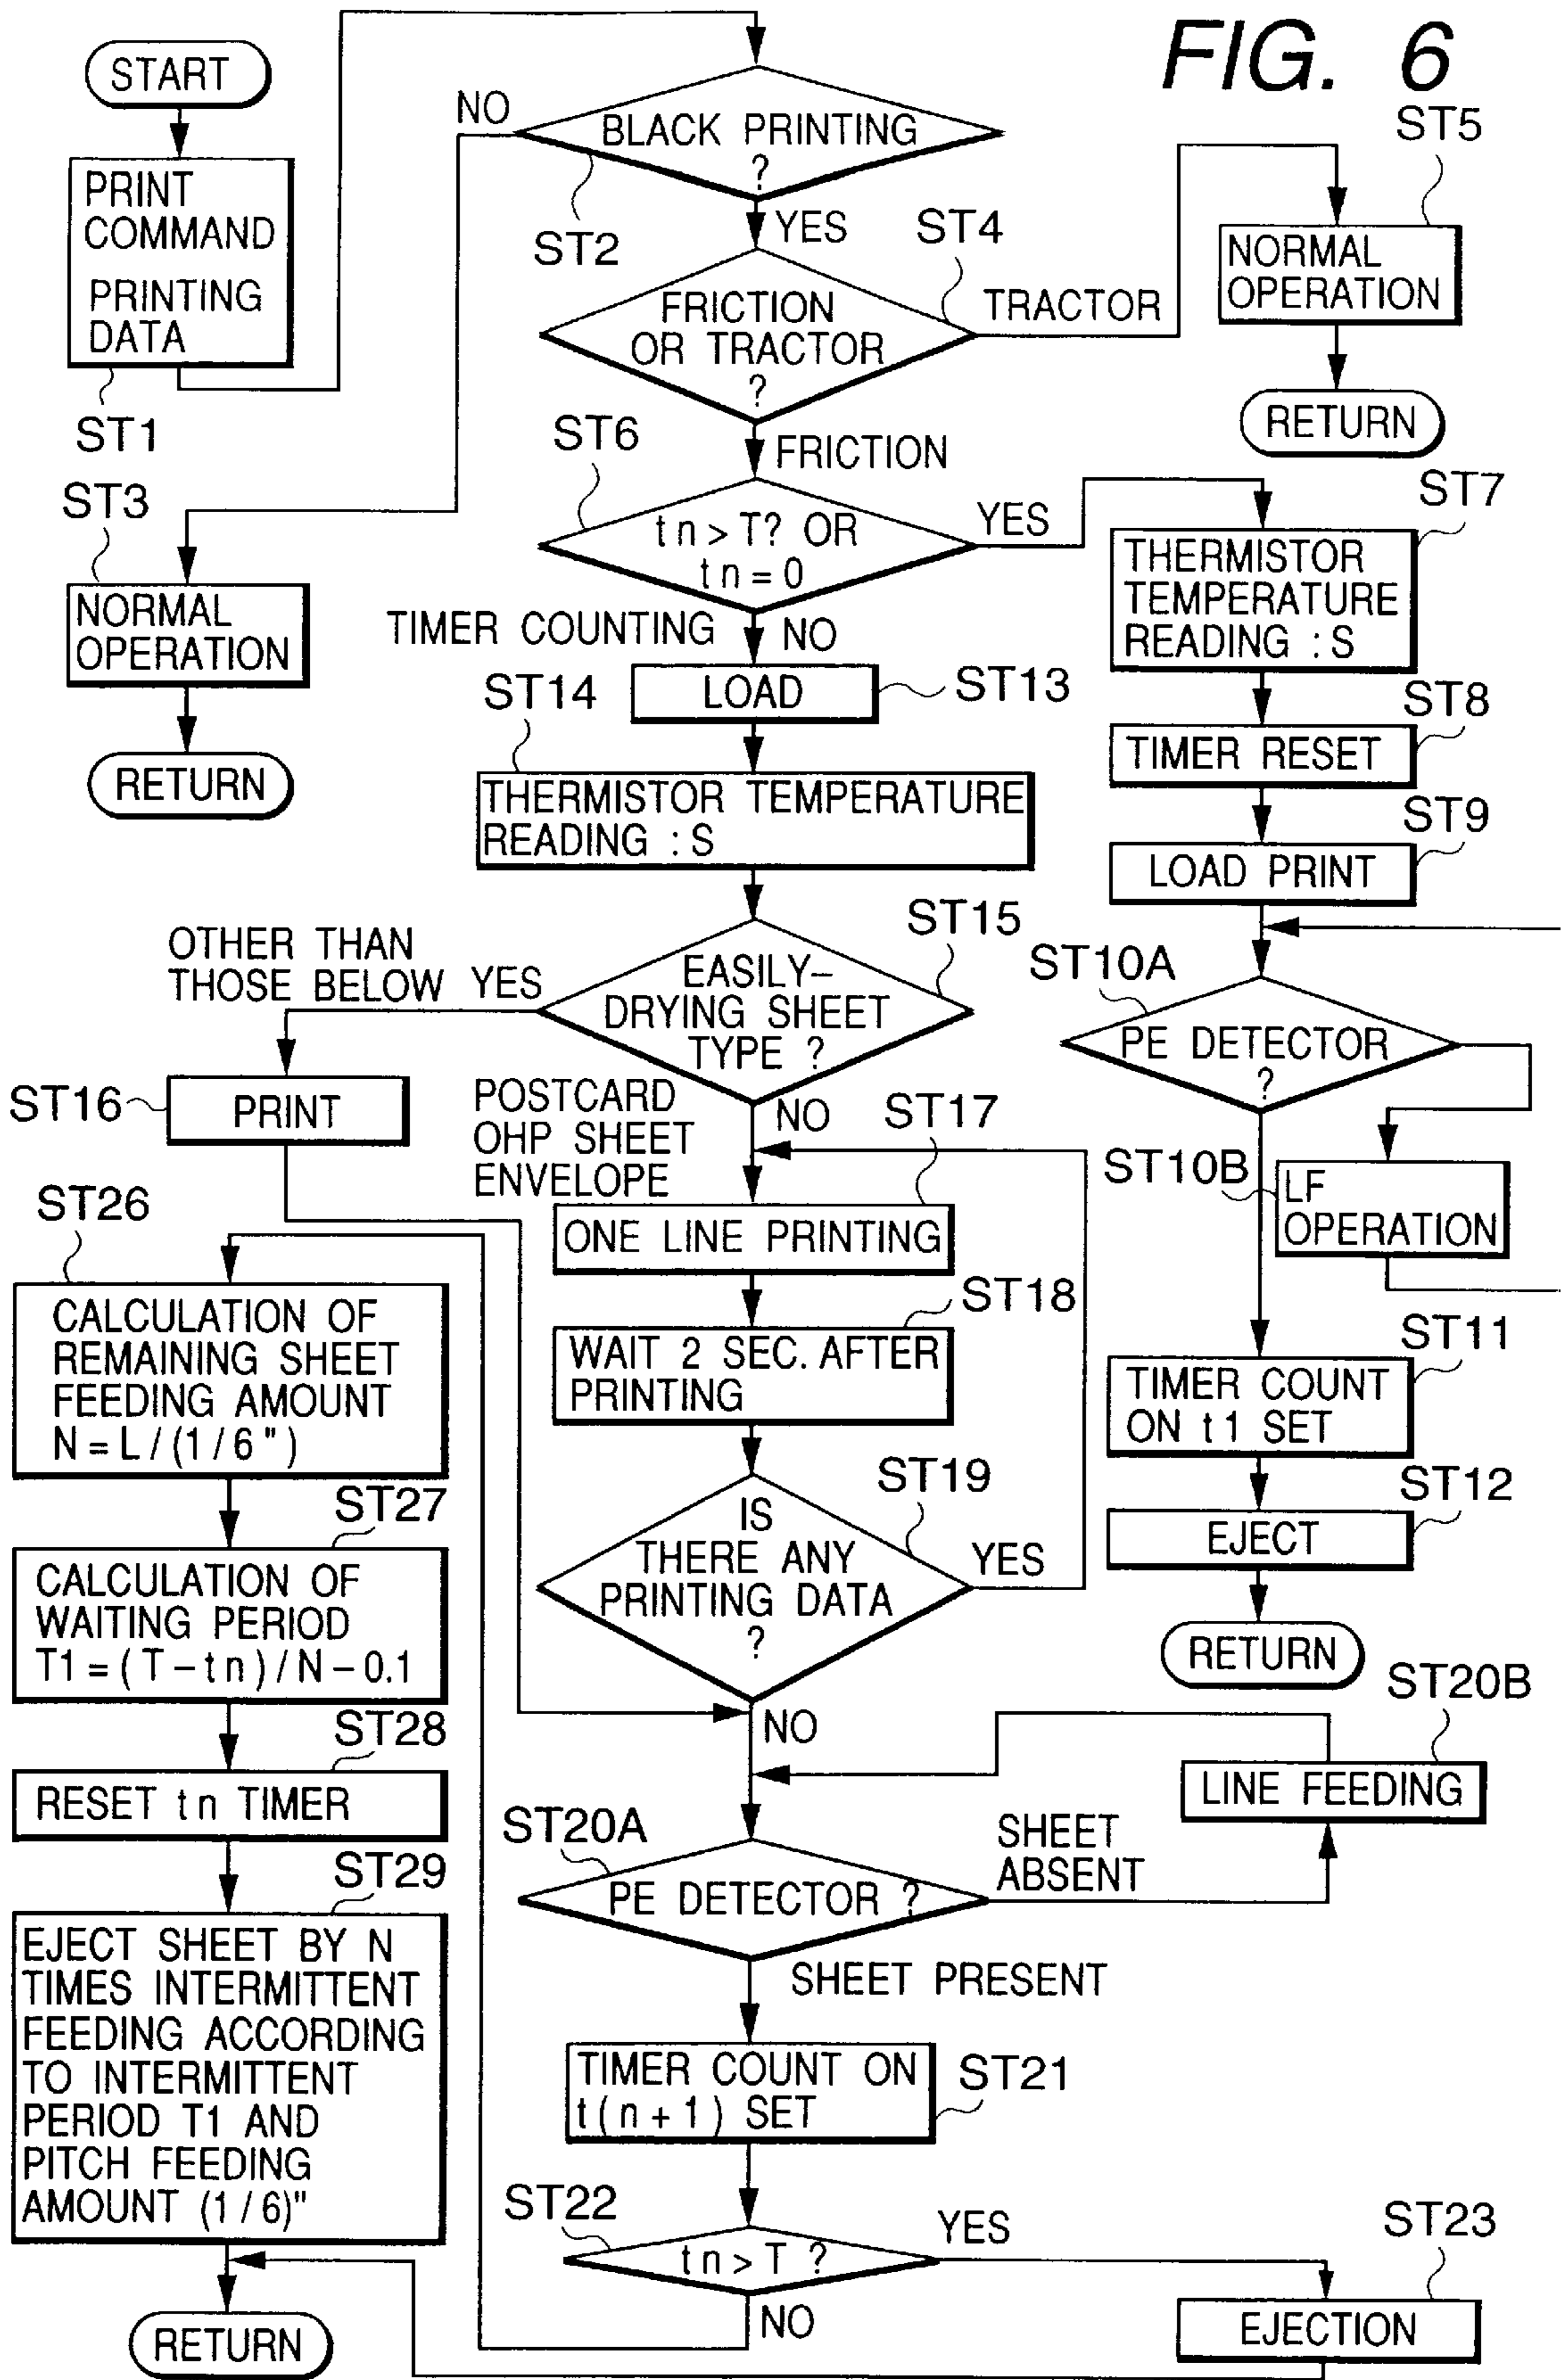 FIG. 6
START
PRINT
COMMAND
PRINTING
DATA
ST1
NO
BLACK PRINTING
?
ST2
YES
ST4
FRICTION
OR TRACTOR
?
TRACTOR
ST5
NORMAL
OPERATION
RETURN
ST3
NORMAL
OPERATION
RETURN
ST6
FRICTION
tn > T? OR
tn = 0
YES
TIMER COUNTING
NO
ST7
THERMISTOR
TEMPERATURE
READING : S
ST8
TIMER RESET
ST9
LOAD PRINT
ST10A
PE DETECTOR
?
ST10B
LF
OPERATION
ST11
TIMER COUNT
ON t1 SET
ST12
EJECT
RETURN
LOAD
ST13
ST14
THERMISTOR TEMPERATURE
READING : S
ST15
EASILY-
DRYING SHEET
TYPE ?
OTHER THAN
THOSE BELOW
YES
ST16
PRINT
POSTCARD
OHP SHEET
ENVELOPE
NO
ST17
ONE LINE PRINTING
ST18
WAIT 2 SEC. AFTER
PRINTING
ST19
IS
THERE ANY
PRINTING DATA
?
YES
NO
ST20B
LINE FEEDING
ST20A
PE DETECTOR ?
SHEET
ABSENT
SHEET PRESENT
TIMER COUNT ON
t(n+1) SET
ST21
ST22
tn > T ?
YES
NO
ST23
EJECTION
ST26
CALCULATION OF
REMAINING SHEET
FEEDING AMOUNT
N = L / (1 / 6 ")
ST27
CALCULATION OF
WAITING PERIOD
T1 = ( T - tn ) / N - 0.1
ST28
RESET tn TIMER
ST29
EJECT SHEET BY N
TIMES INTERMITTENT
FEEDING ACCORDING
TO INTERMITTENT
PERIOD T1 AND
PITCH FEEDING
AMOUNT (1 / 6)"
RETURN